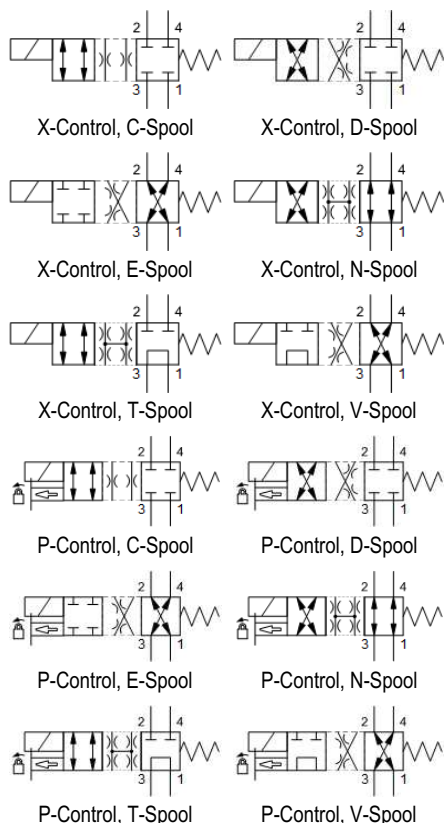 2 4 2 4
3 1 3 1
X-Control, C-Spool X-Control, D-Spool
2 4 2 4
3 1 3 1
X-Control, E-Spool X-Control, N-Spool
2 4 2 4
3 1 3 1
X-Control, T-Spool X-Control, V-Spool
2 4 2 4
3 1 3 1
P-Control, C-Spool P-Control, D-Spool
2 4 2 4
3 1 3 1
P-Control, E-Spool P-Control, N-Spool
2 4 2 4
3 1 3 1
P-Control, T-Spool P-Control, V-Spool